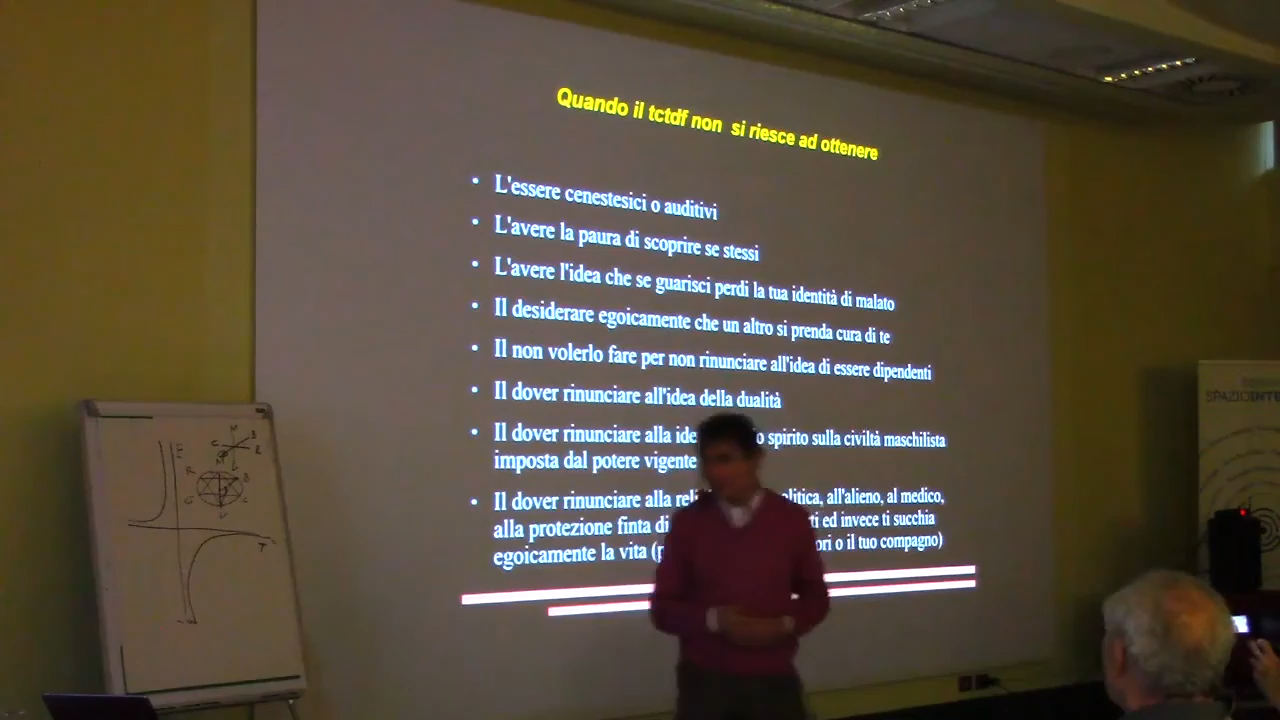 Quando il tctdf non si riesce ad ottenere
• L'essere cenestesici o auditivi
• L'avere la paura di scoprire se stessi
• L'avere l'idea che se guarisci perdi la tua identità di malato
• Il desiderare egoicamente che un altro si prenda cura di te
• Il non volerlo fare per non rinunciare all'idea di essere dipendenti
• Il dover rinunciare all'idea della dualità
• Il dover rinunciare alla ide o spirito sulla civiltà maschilista
imposta dal potere vigente
• Il dover rinunciare alla reli olitica, all'alieno, al medico,
alla protezione finta di ti ed invece ti succhia
egoicamente la vita (p ori o il tuo compagno)
SPAZIOINTE